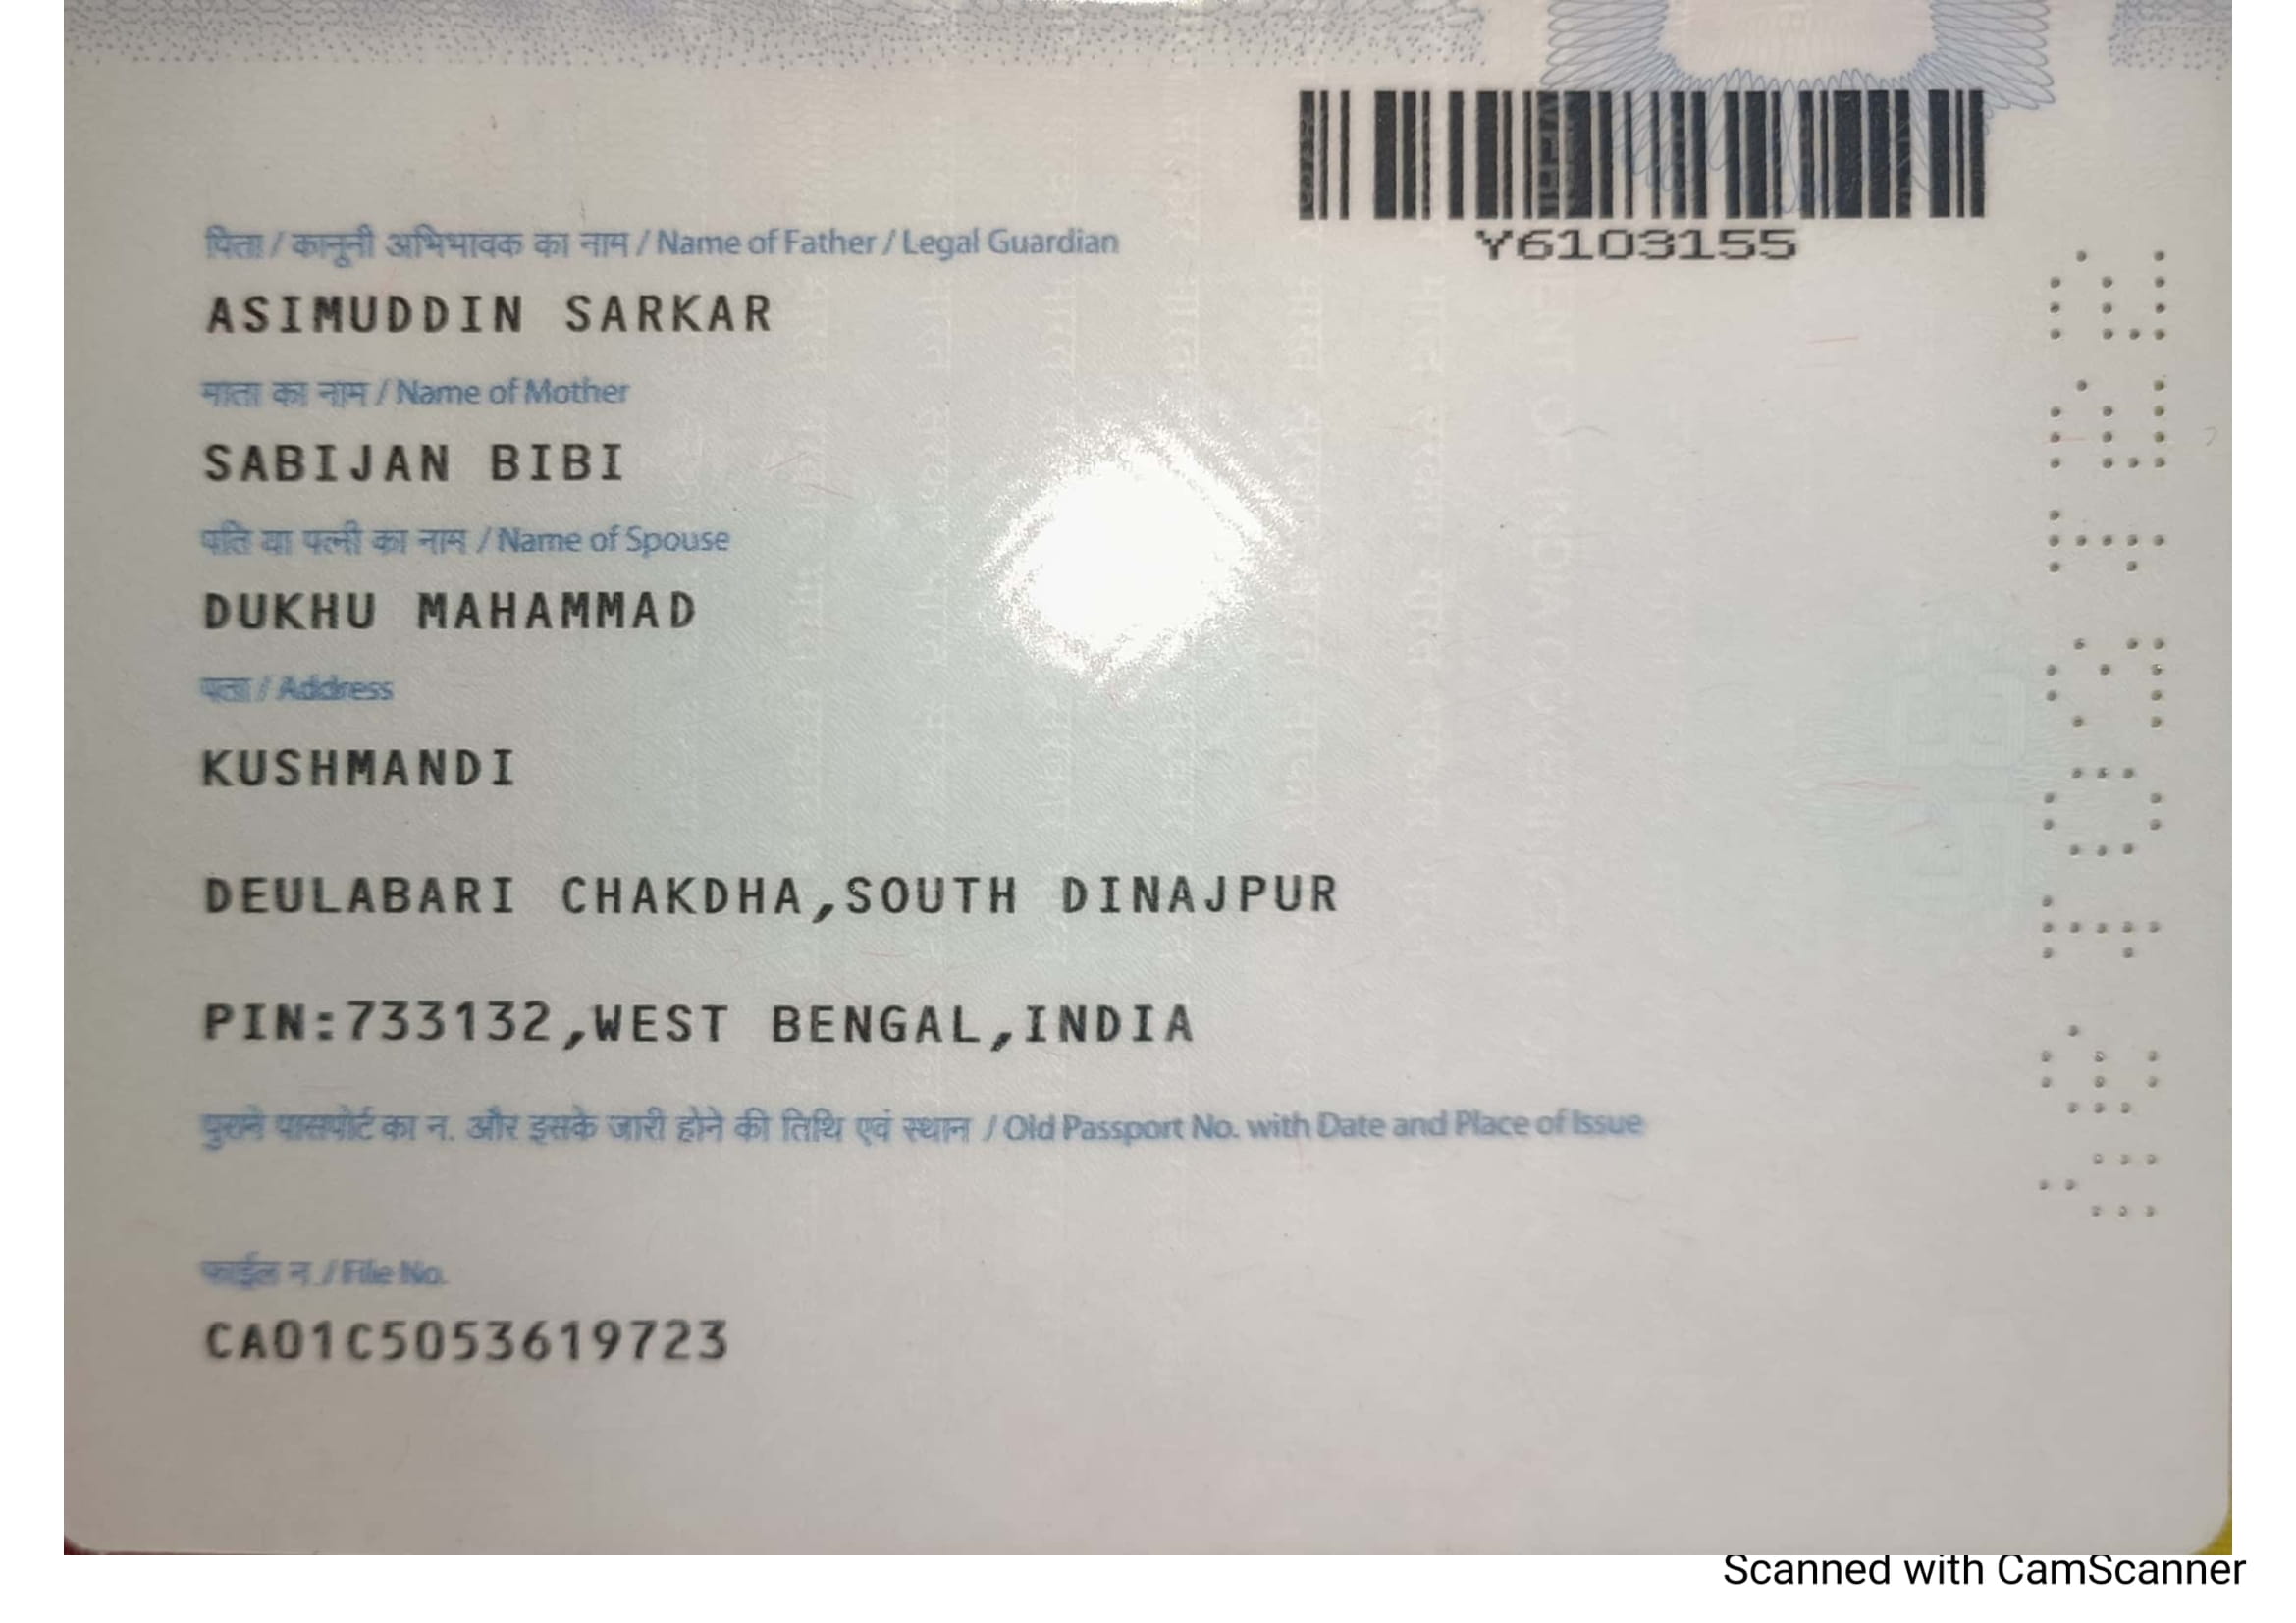 Y6103155
पिता / कानूनी अभिभावक का नाम / Name of Father / Legal Guardian
ASIMUDDIN SARKAR
माता का नाम / Name of Mother
SABIJAN BIBI
पति या पत्नी का नाम / Name of Spouse
DUKHU MAHAMMAD
पता / Address
KUSHMANDI
DEULABARI CHAKDHA,SOUTH DINAJPUR
PIN:733132,WEST BENGAL,INDIA
पुराने पासपोर्ट का न. और इसके जारी होने की तिथि एवं स्थान / Old Passport No. with Date and Place of Issue
फाईल न./File No.
CA01C5053619723
Y6103155
Scanned with CamScanner